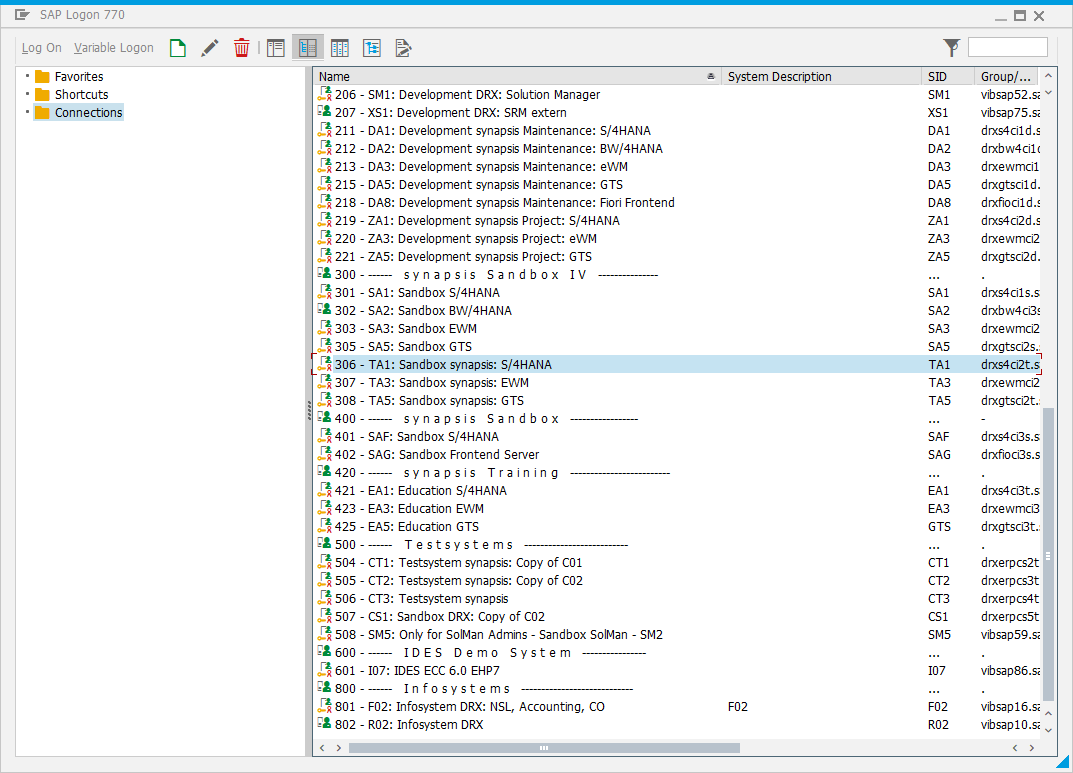 SAP Logon 770
Log On Variable Logon
Favorites
Shortcuts
Connections
Name System Description SID Group/...
206 - SM1: Development DRX: Solution Manager SM1 vibsap52.sa
207 - XS1: Development DRX: SRM extern XS1 vibsap75.sa
211 - DA1: Development synapsis Maintenance: S/4HANA DA1 drxs4ci1d.s
212 - DA2: Development synapsis Maintenance: BW/4HANA DA2 drxbw4ci1d
213 - DA3: Development synapsis Maintenance: eWM DA3 drxewmci1
215 - DA5: Development synapsis Maintenance: GTS DA5 drxgtsci1d.
218 - DA8: Development synapsis Maintenance: Fiori Frontend DA8 drxfioci1d.s
219 - ZA1: Development synapsis Project: S/4HANA ZA1 drxs4ci2d.s
220 - ZA3: Development synapsis Project: eWM ZA3 drxewmci2
221 - ZA5: Development synapsis Project: GTS ZA5 drxgtsci2d.
300 - ------ s y n a p s i s S a n d b o x I V --------------- ... .
301 - SA1: Sandbox S/4HANA SA1 drxs4ci1s.s
302 - SA2: Sandbox BW/4HANA SA2 drxbw4ci3s
303 - SA3: Sandbox EWM SA3 drxewmci2
305 - SA5: Sandbox GTS SA5 drxgtsci2s.
306 - TA1: Sandbox synapsis: S/4HANA TA1 drxs4ci2t.s
307 - TA3: Sandbox synapsis: EWM TA3 drxewmci2
308 - TA5: Sandbox synapsis: GTS TA5 drxgtsci2t.
400 - ------ s y n a p s i s S a n d b o x ----------------- ... -
401 - SAF: Sandbox S/4HANA SAF drxs4ci3s.s
402 - SAG: Sandbox Frontend Server SAG drxfioci3s.s
420 - ------ s y n a p s i s T r a i n i n g ------------------------- ... .
421 - EA1: Education S/4HANA EA1 drxs4ci3t.s
423 - EA3: Education EWM EA3 drxewmci3
425 - EA5: Education GTS GTS drxgtsci3t.
500 - ------ T e s t s y s t e m s -------------------------- ... .
504 - CT1: Testsystem synapsis: Copy of C01 CT1 drxerpcs2t
505 - CT2: Testsystem synapsis: Copy of C02 CT2 drxerpcs3t
506 - CT3: Testsystem synapsis CT3 drxerpcs4t
507 - CS1: Sandbox DRX: Copy of C02 CS1 drxerpcs5t
508 - SM5: Only for SolMan Admins - Sandbox SolMan - SM2 SM5 vibsap59.sa
600 - ------ I D E S D e m o S y s t e m ---------------- ... .
601 - I07: IDES ECC 6.0 EHP7 I07 vibsap86.sa
800 - ------ I n f o s y s t e m s ---------------------------- ... .
801 - F02: Infosystem DRX: NSL, Accounting, CO F02 F02 vibsap16.sa
802 - R02: Infosystem DRX R02 vibsap10.sa